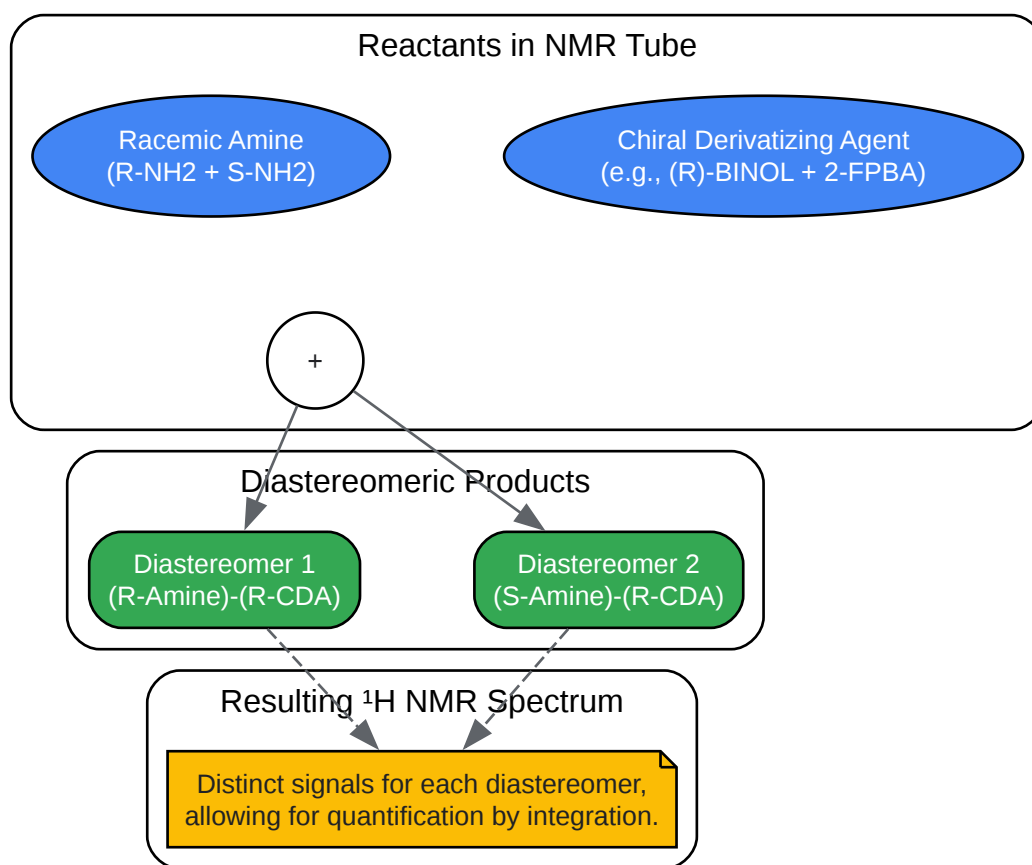 Reactants in NMR Tube
Racemic Amine
(R-NH2 + S-NH2)
Chiral Derivatizing Agent
(e.g., (R)-BINOL + 2-FPBA)
+
Diastereomeric Products
Diastereomer 1
(R-Amine)-(R-CDA)
Diastereomer 2
(S-Amine)-(R-CDA)
Resulting ¹H NMR Spectrum
Distinct signals for each diastereomer,
allowing for quantification by integration.